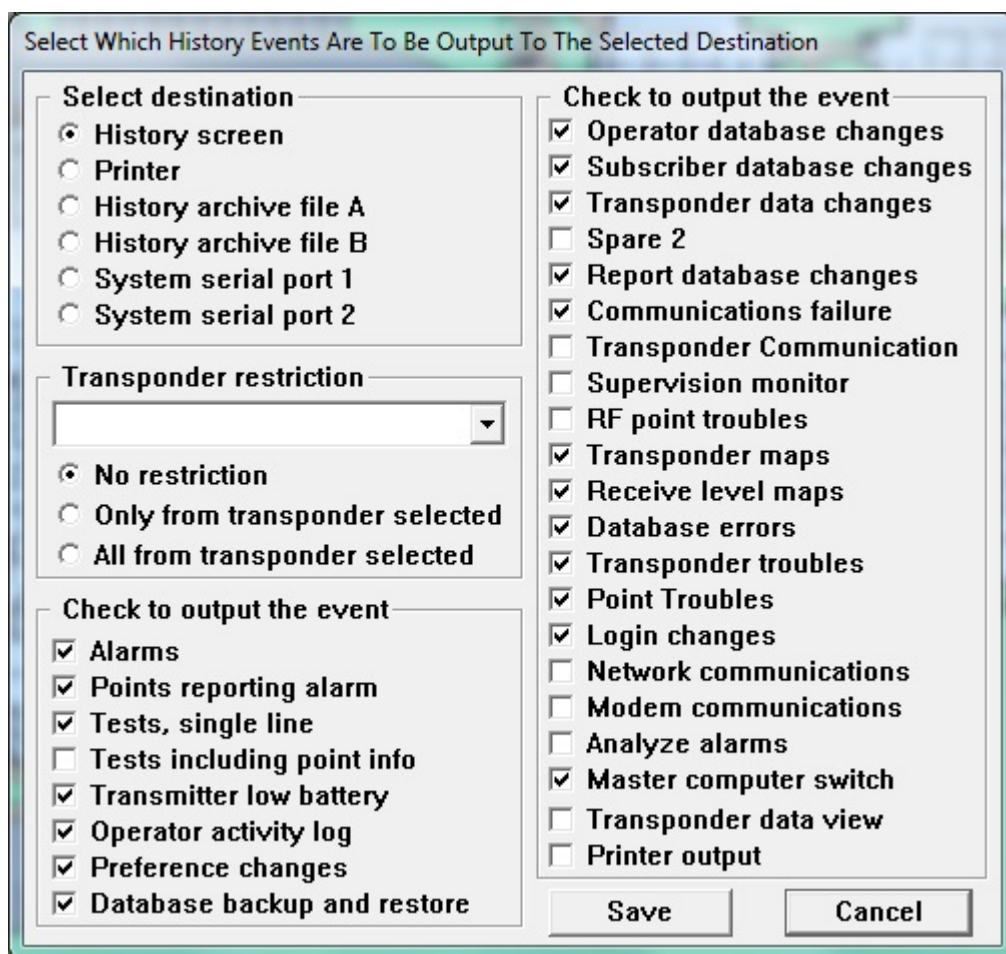 Select Which History Events Are To Be Output To The Selected Destination
Select destination
History screen
Printer
History archive file A
History archive file B
System serial port 1
System serial port 2
Transponder restriction
No restriction
Only from transponder selected
All from transponder selected
Check to output the event
Alarms
Points reporting alarm
Tests, single line
Tests including point info
Transmitter low battery
Operator activity log
Preference changes
Database backup and restore
Check to output the event
Operator database changes
Subscriber database changes
Transponder data changes
Spare 2
Report database changes
Communications failure
Transponder Communication
Supervision monitor
RF point troubles
Transponder maps
Receive level maps
Database errors
Transponder troubles
Point Troubles
Login changes
Network communications
Modem communications
Analyze alarms
Master computer switch
Transponder data view
Printer output
Save
Cancel